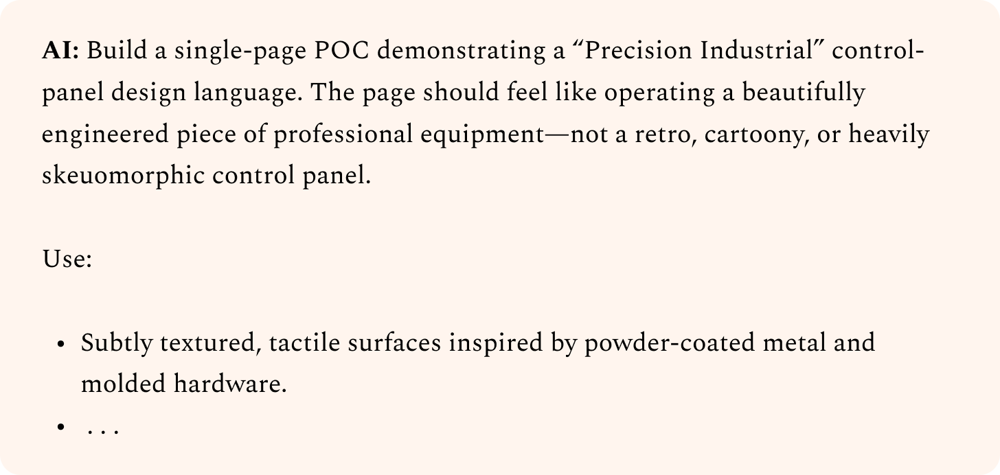 AI: Build a single-page POC demonstrating a “Precision Industrial” control-
panel design language. The page should feel like operating a beautifully
engineered piece of professional equipment—not a retro, cartoony, or heavily
skeuomorphic control panel.
Use:
• Subtly textured, tactile surfaces inspired by powder-coated metal and
molded hardware.
• . . .